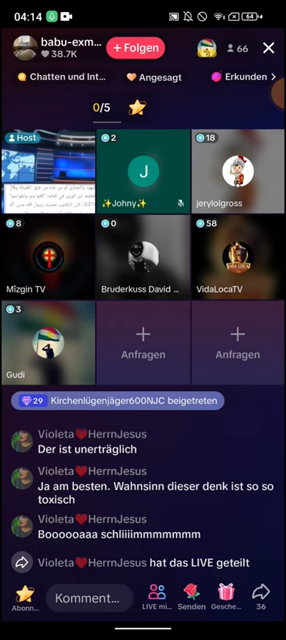 04:14
64
babu-exm...
38.7K
+ Folgen
66
Chatten und Int...
Angesagt
Erkunden >
0/5
Host
2
J
✨Johny✨
18
jerylolgross
8
Mîzgin TV
0
Bruderkuss David ...
58
VidaLocaTV
3
Gudi
+
Anfragen
+
Anfragen
29 Kirchenlügenjäger600NJC beigetreten
Violeta❤️HerrnJesus
Der ist unerträglich
Violeta❤️HerrnJesus
Ja am besten. Wahnsinn dieser denk ist so so
toxisch
Violeta❤️HerrnJesus
Boooooaaa schliiiimmmmmmm
Violeta❤️HerrnJesus hat das LIVE geteilt
Abonn...
Komment...
LIVE mi...
Senden
Gesche...
36